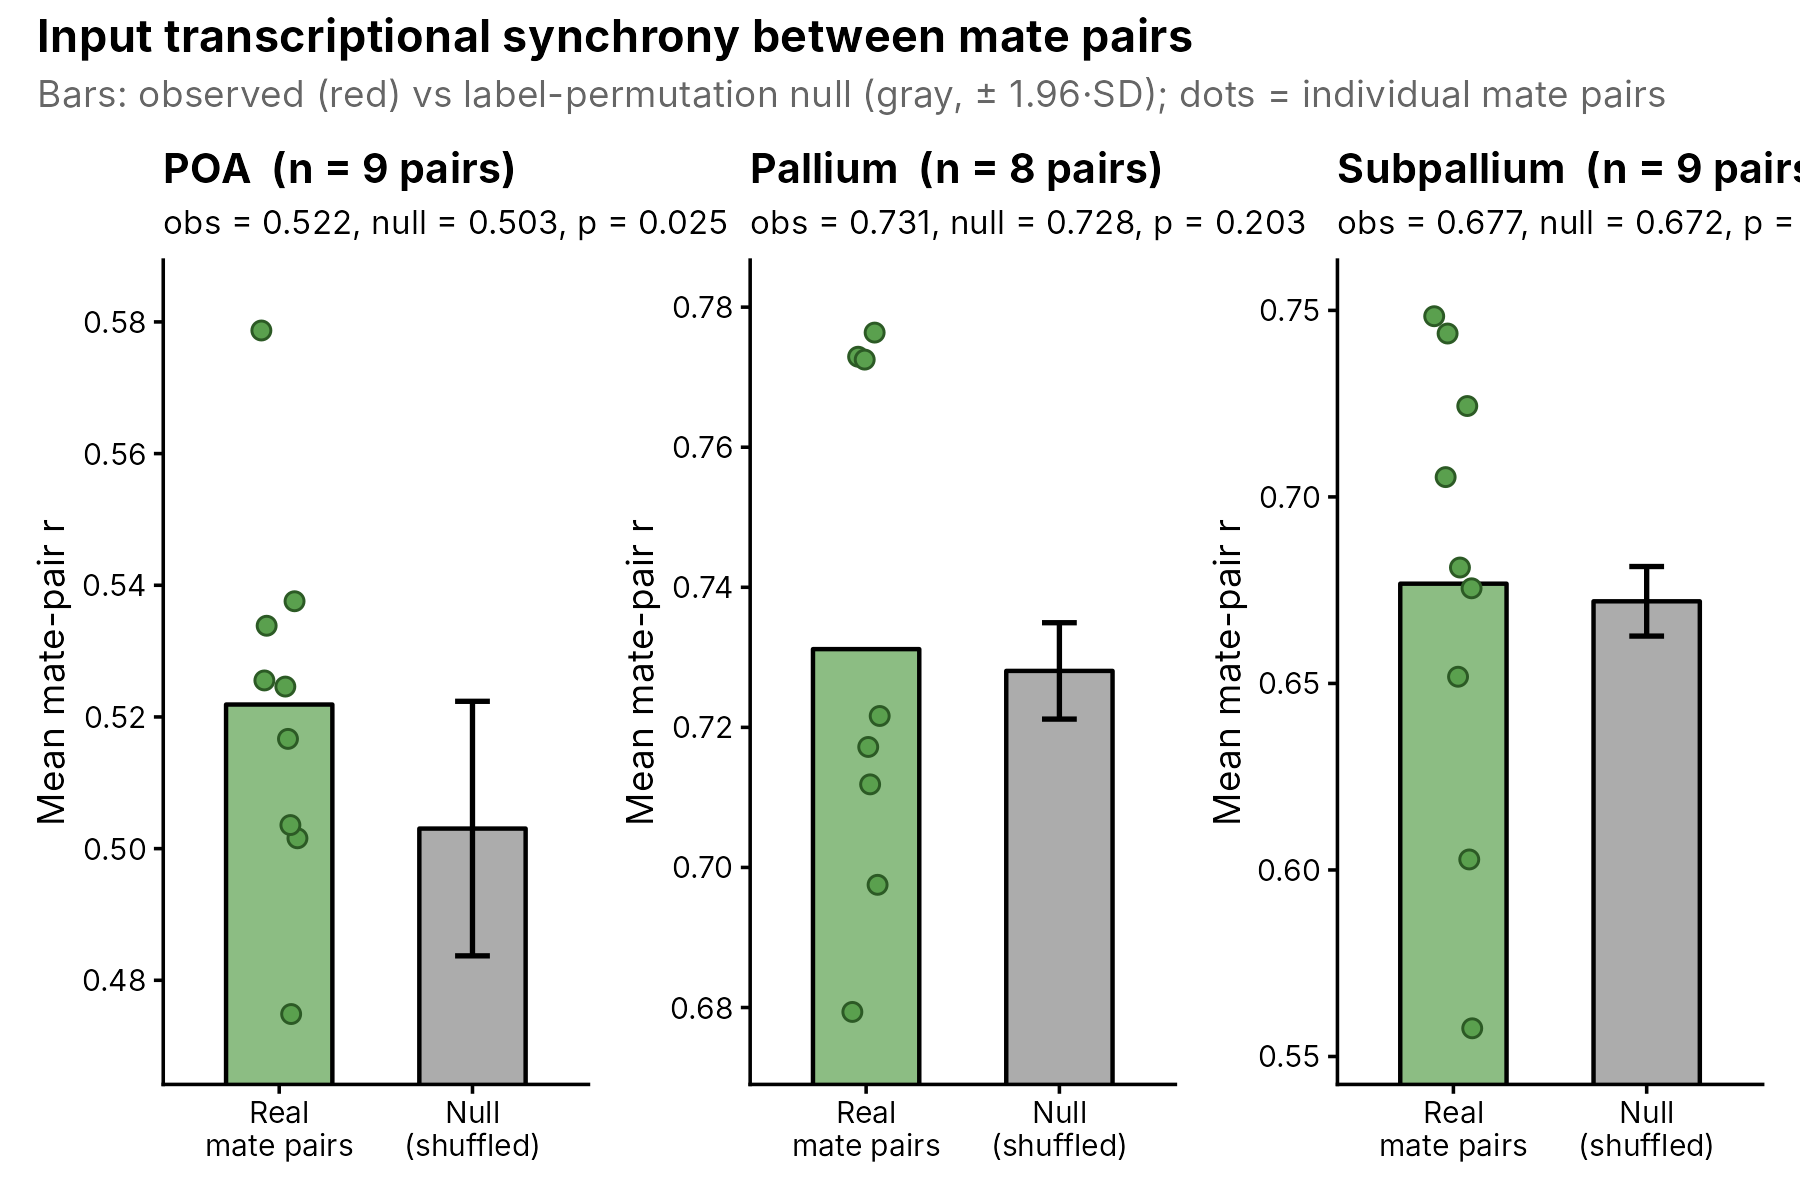 Input transcriptional synchrony between mate pairs
Bars: observed (red) vs label-permutation null (gray, ± 1.96·SD); dots = individual mate pairs
POA (n = 9 pairs)
obs = 0.522, null = 0.503, p = 0.025
0.58
0.56
0.54
0.52
0.50
0.48
Mean mate-pair r
Real
mate pairs
Null
(shuffled)
Pallium (n = 8 pairs)
obs = 0.731, null = 0.728, p = 0.203
0.78
0.76
0.74
0.72
0.70
0.68
Mean mate-pair r
Real
mate pairs
Null
(shuffled)
Subpallium (n = 9 pairs
obs = 0.677, null = 0.672, p =
0.75
0.70
0.65
0.60
0.55
Mean mate-pair r
Real
mate pairs
Null
(shuffled)